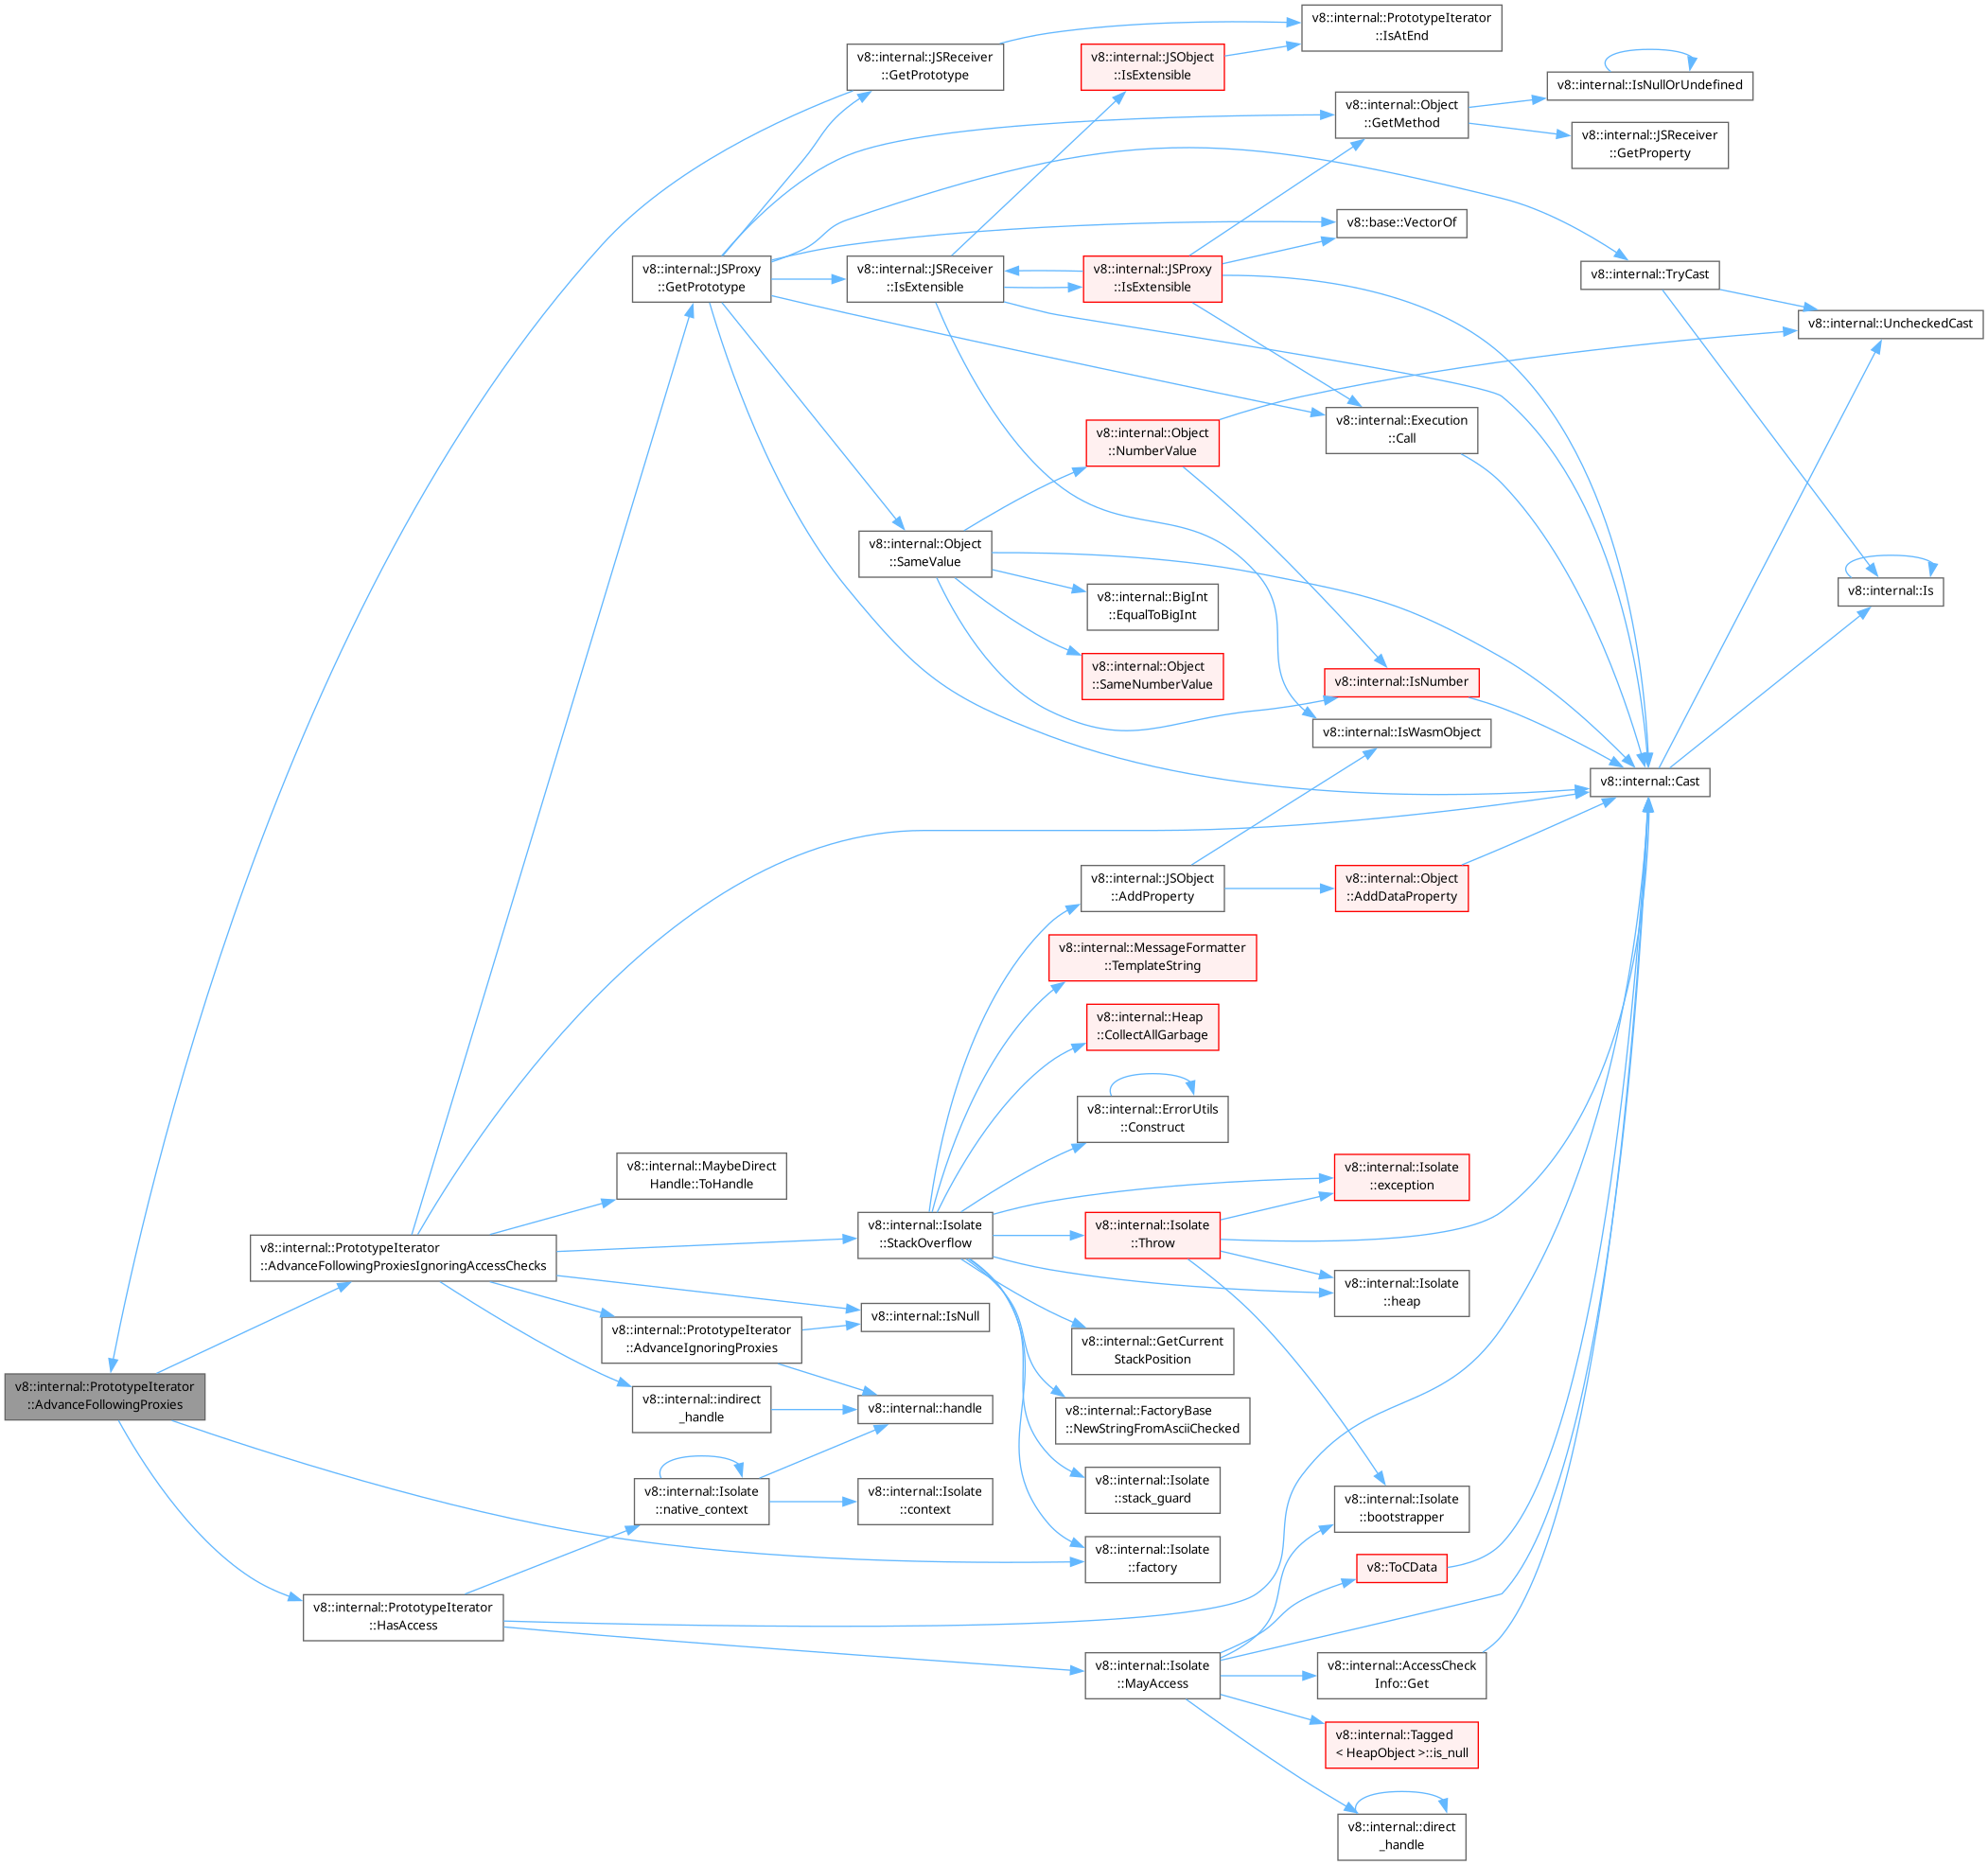 v8::internal::PrototypeIterator
::IsAtEnd
v8::internal::JSReceiver
::GetPrototype
v8::internal::JSObject
::IsExtensible
v8::internal::IsNullOrUndefined
v8::internal::Object
::GetMethod
v8::internal::JSReceiver
::GetProperty
v8::base::VectorOf
v8::internal::JSProxy
::GetPrototype
v8::internal::JSReceiver
::IsExtensible
v8::internal::JSProxy
::IsExtensible
v8::internal::TryCast
v8::internal::UncheckedCast
v8::internal::Object
::NumberValue
v8::internal::Execution
::Call
v8::internal::Object
::SameValue
v8::internal::BigInt
::EqualToBigInt
v8::internal::Is
v8::internal::Object
::SameNumberValue
v8::internal::IsNumber
v8::internal::IsWasmObject
v8::internal::Cast
v8::internal::JSObject
::AddProperty
v8::internal::Object
::AddDataProperty
v8::internal::MessageFormatter
::TemplateString
v8::internal::Heap
::CollectAllGarbage
v8::internal::ErrorUtils
::Construct
v8::internal::MaybeDirect
Handle::ToHandle
v8::internal::Isolate
::exception
v8::internal::PrototypeIterator
::AdvanceFollowingProxiesIgnoringAccessChecks
v8::internal::Isolate
::StackOverflow
v8::internal::Isolate
::Throw
v8::internal::Isolate
::heap
v8::internal::IsNull
v8::internal::PrototypeIterator
::AdvanceIgnoringProxies
v8::internal::GetCurrent
StackPosition
v8::internal::PrototypeIterator
::AdvanceFollowingProxies
v8::internal::indirect
_handle
v8::internal::handle
v8::internal::FactoryBase
::NewStringFromAsciiChecked
v8::internal::Isolate
::native_context
v8::internal::Isolate
::context
v8::internal::Isolate
::stack_guard
v8::internal::Isolate
::bootstrapper
v8::internal::Isolate
::factory
v8::ToCData
v8::internal::PrototypeIterator
::HasAccess
v8::internal::Isolate
::MayAccess
v8::internal::AccessCheck
Info::Get
v8::internal::Tagged
< HeapObject >::is_null
v8::internal::direct
_handle